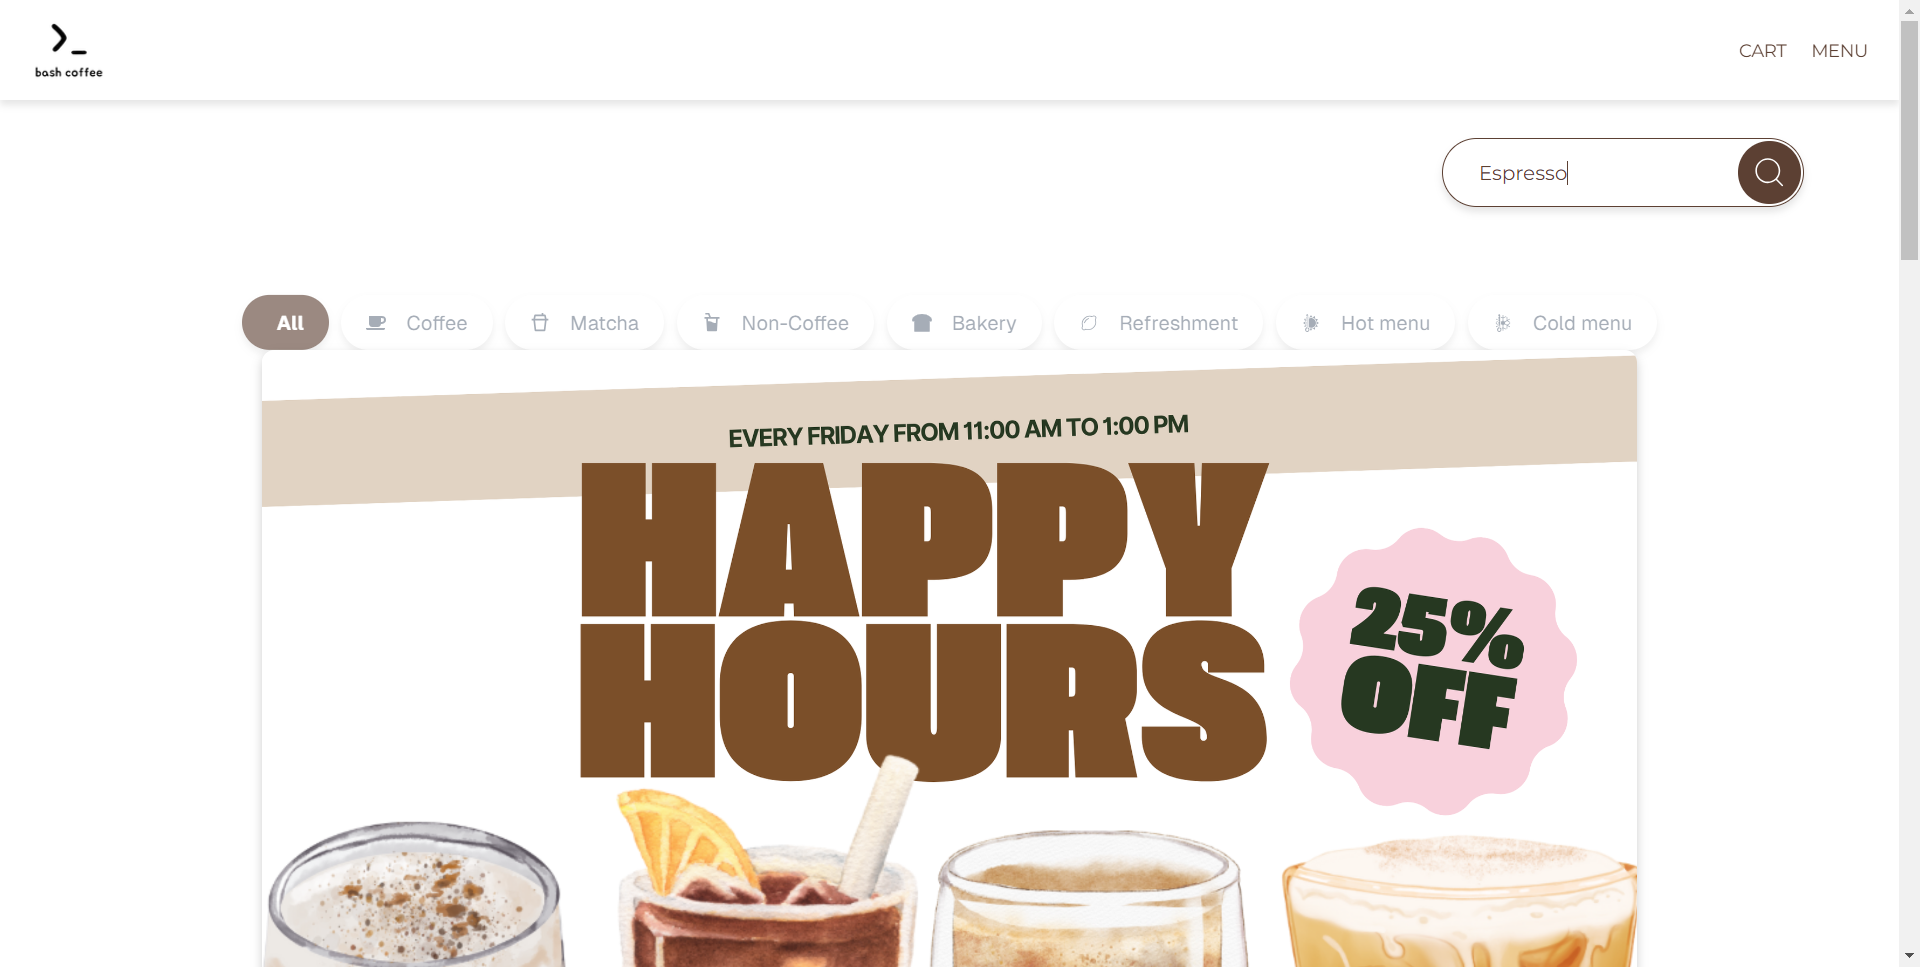 bash coffee
CART MENU
Espresso
All Coffee Matcha Non-Coffee Bakery Refreshment Hot menu Cold menu
EVERY FRIDAY FROM 11:00 AM TO 1:00 PM
HAPPY
HOURS
25%
OFF